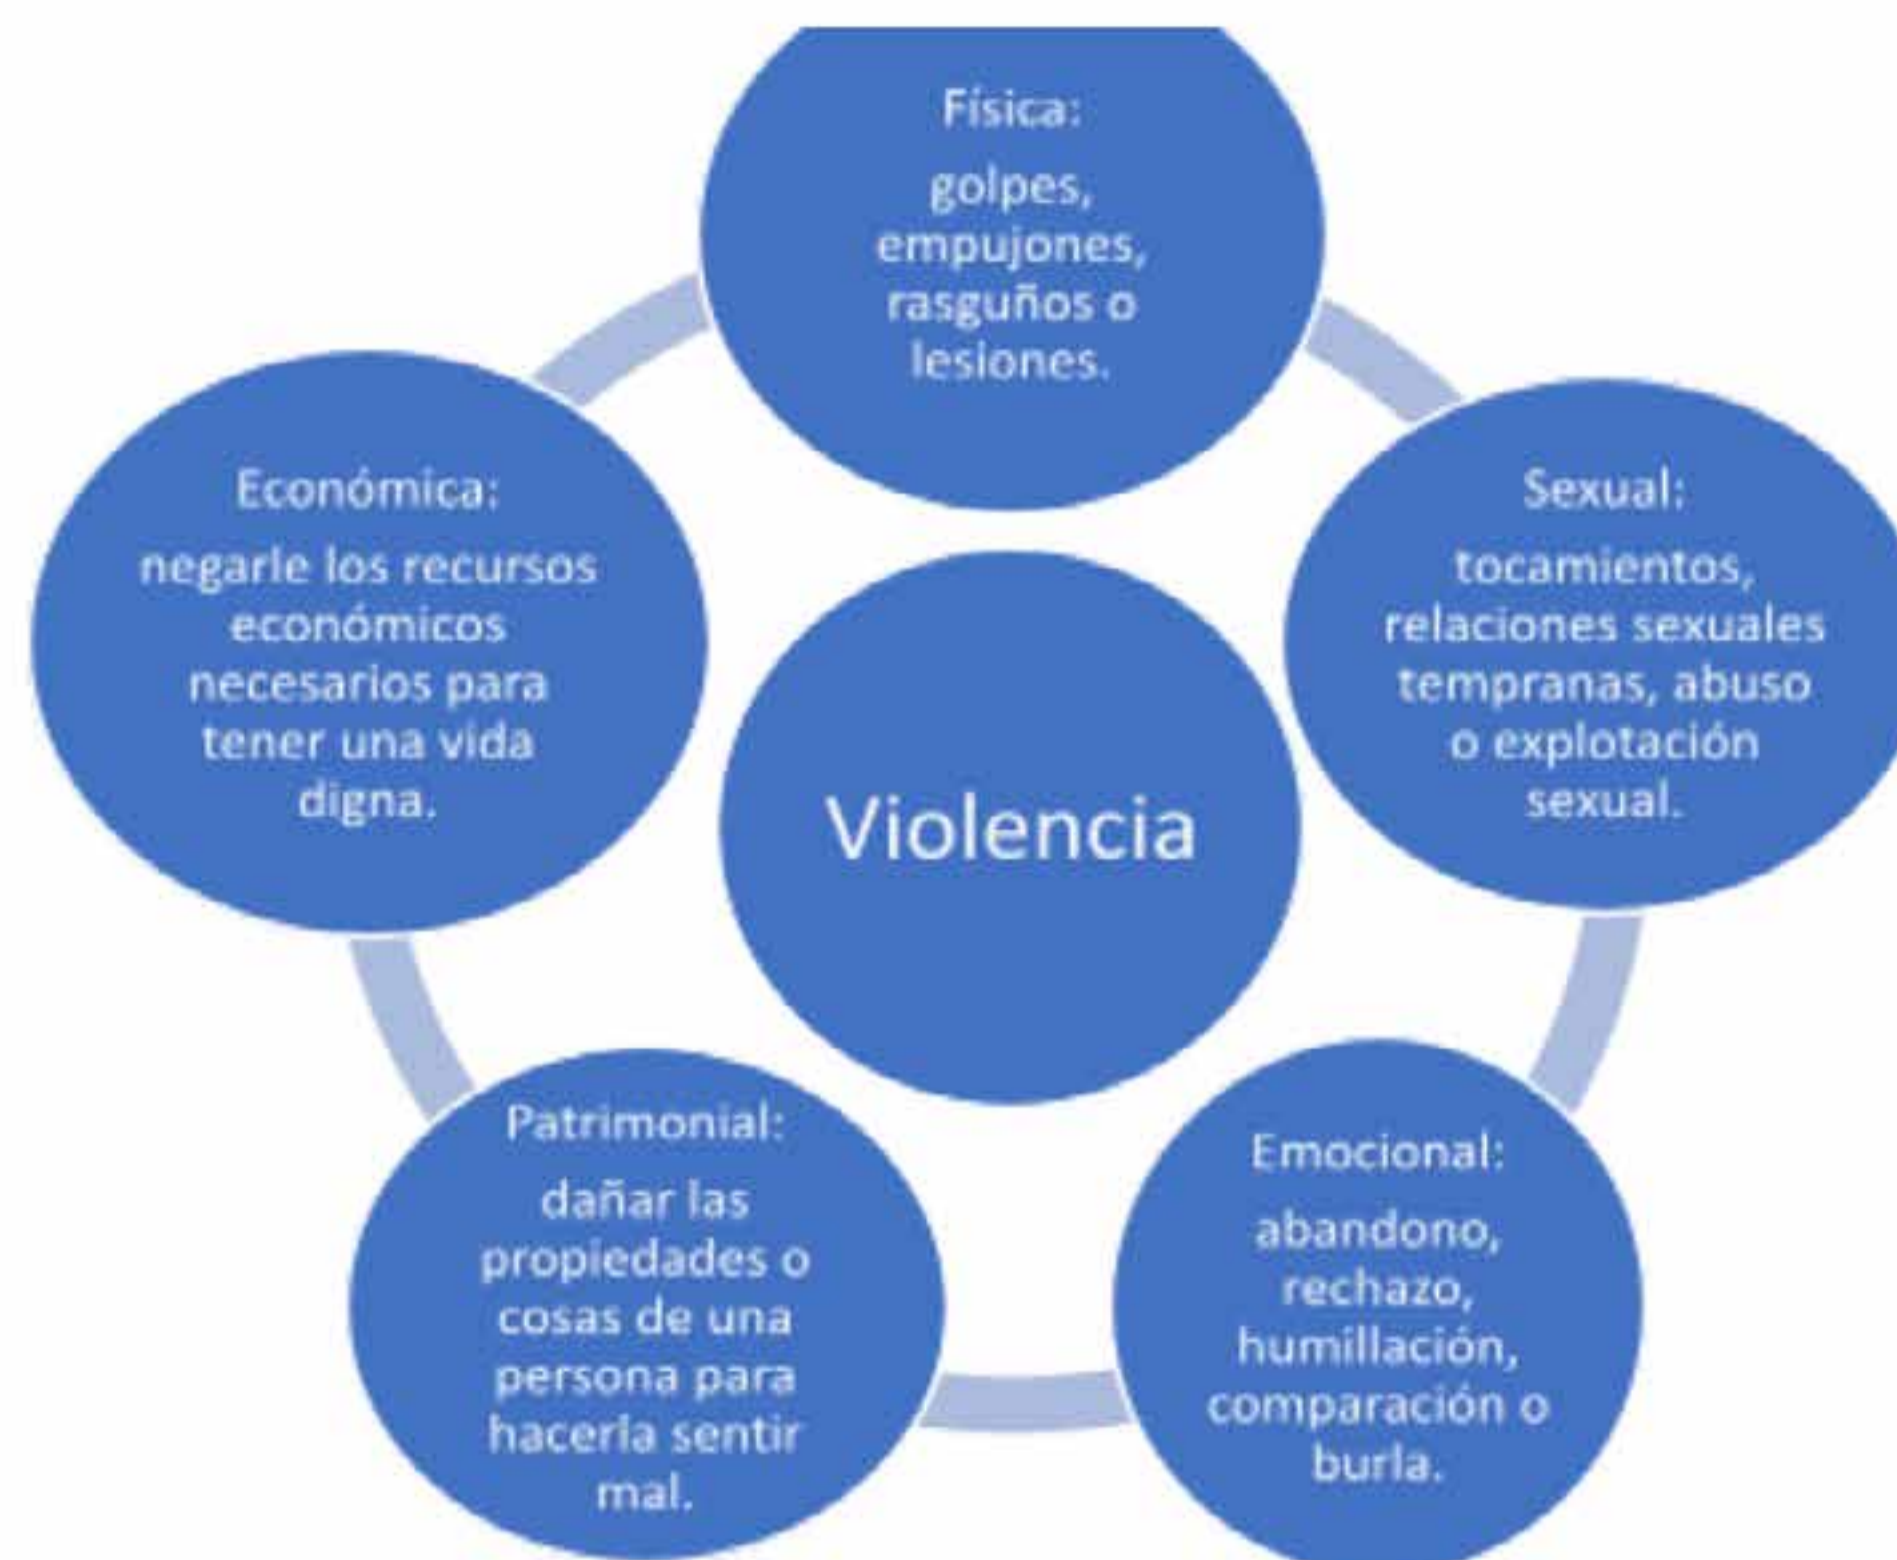 Física:
golpes,
empujones,
rasguños o
lesiones.
Sexual:
tocamientos,
relaciones sexuales
tempranas, abuso
o explotación
sexual.
Emocional:
abandono,
rechazo,
humillación,
comparación o
burla.
Patrimonial:
dañar las
propiedades o
cosas de una
persona para
hacerla sentir
mal.
Económica:
negarle los recursos
económicos
necesarios para
tener una vida
digna.
Violencia